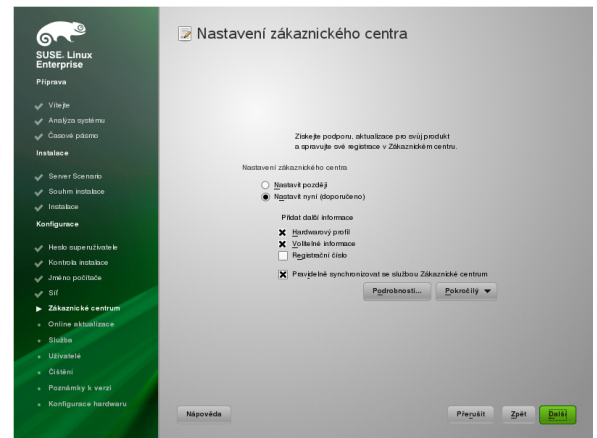 SUSE. Linux
Enterprise
Příprava
Vítejte
Analýza systému
Časové pásmo
Instalace
Server Scenario
Souhrn instalace
Instalace
Konfigurace
Heslo superuživatele
Kontrola instalace
Jméno počítače
Síť
Zákaznické centrum
Online aktualizace
Služba
Uživatelé
Čištění
Poznámky k verzi
Konfigurace hardwaru
Nastavení zákaznického centra
Získejte podporu, aktualizace pro svůj produkt
a spravujte své registrace v Zákaznickém centru.
Nastavení zákaznického centra
Nastavit později
Nastavit nyní (doporučeno)
Přidat další informace
Hardwarový profil
Volitelné informace
Registrační číslo
Pravidelně synchronizovat se službou Zákaznické centrum
Podrobnosti... Pokročilý
Nápověda Přerušit Zpět Další